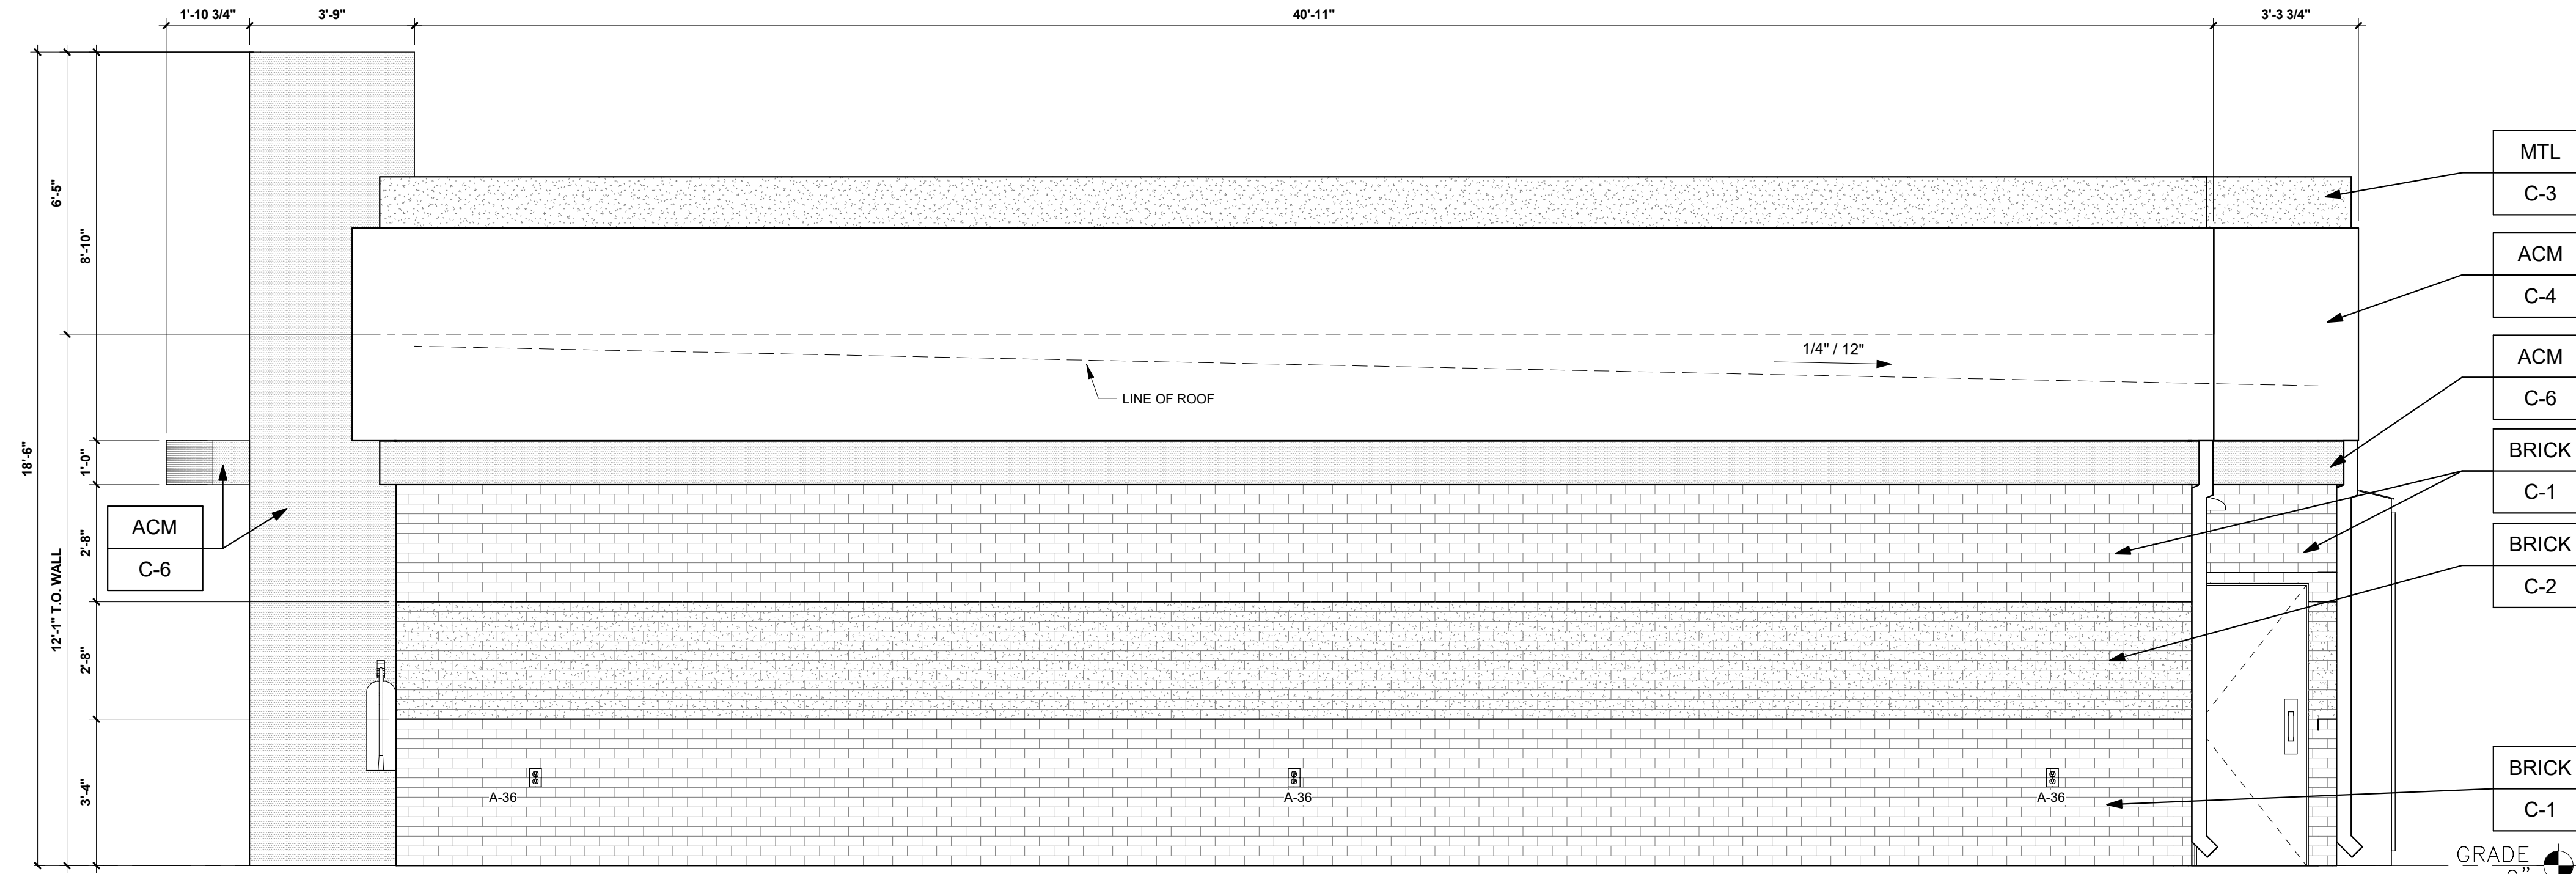 1'-10 3/4"
3'-9"
40'-11"
3'-3 3/4"
18'-6"
6'-5"
12'-1" T.O. WALL
8'-10"
1'-0"
2'-8"
2'-8"
3'-4"
MTL
C-3
ACM
C-4
ACM
C-6
BRICK
C-1
BRICK
C-2
BRICK
C-1
1/4" / 12"
LINE OF ROOF
ACM
C-6
A-36
A-36
A-36
GRADE